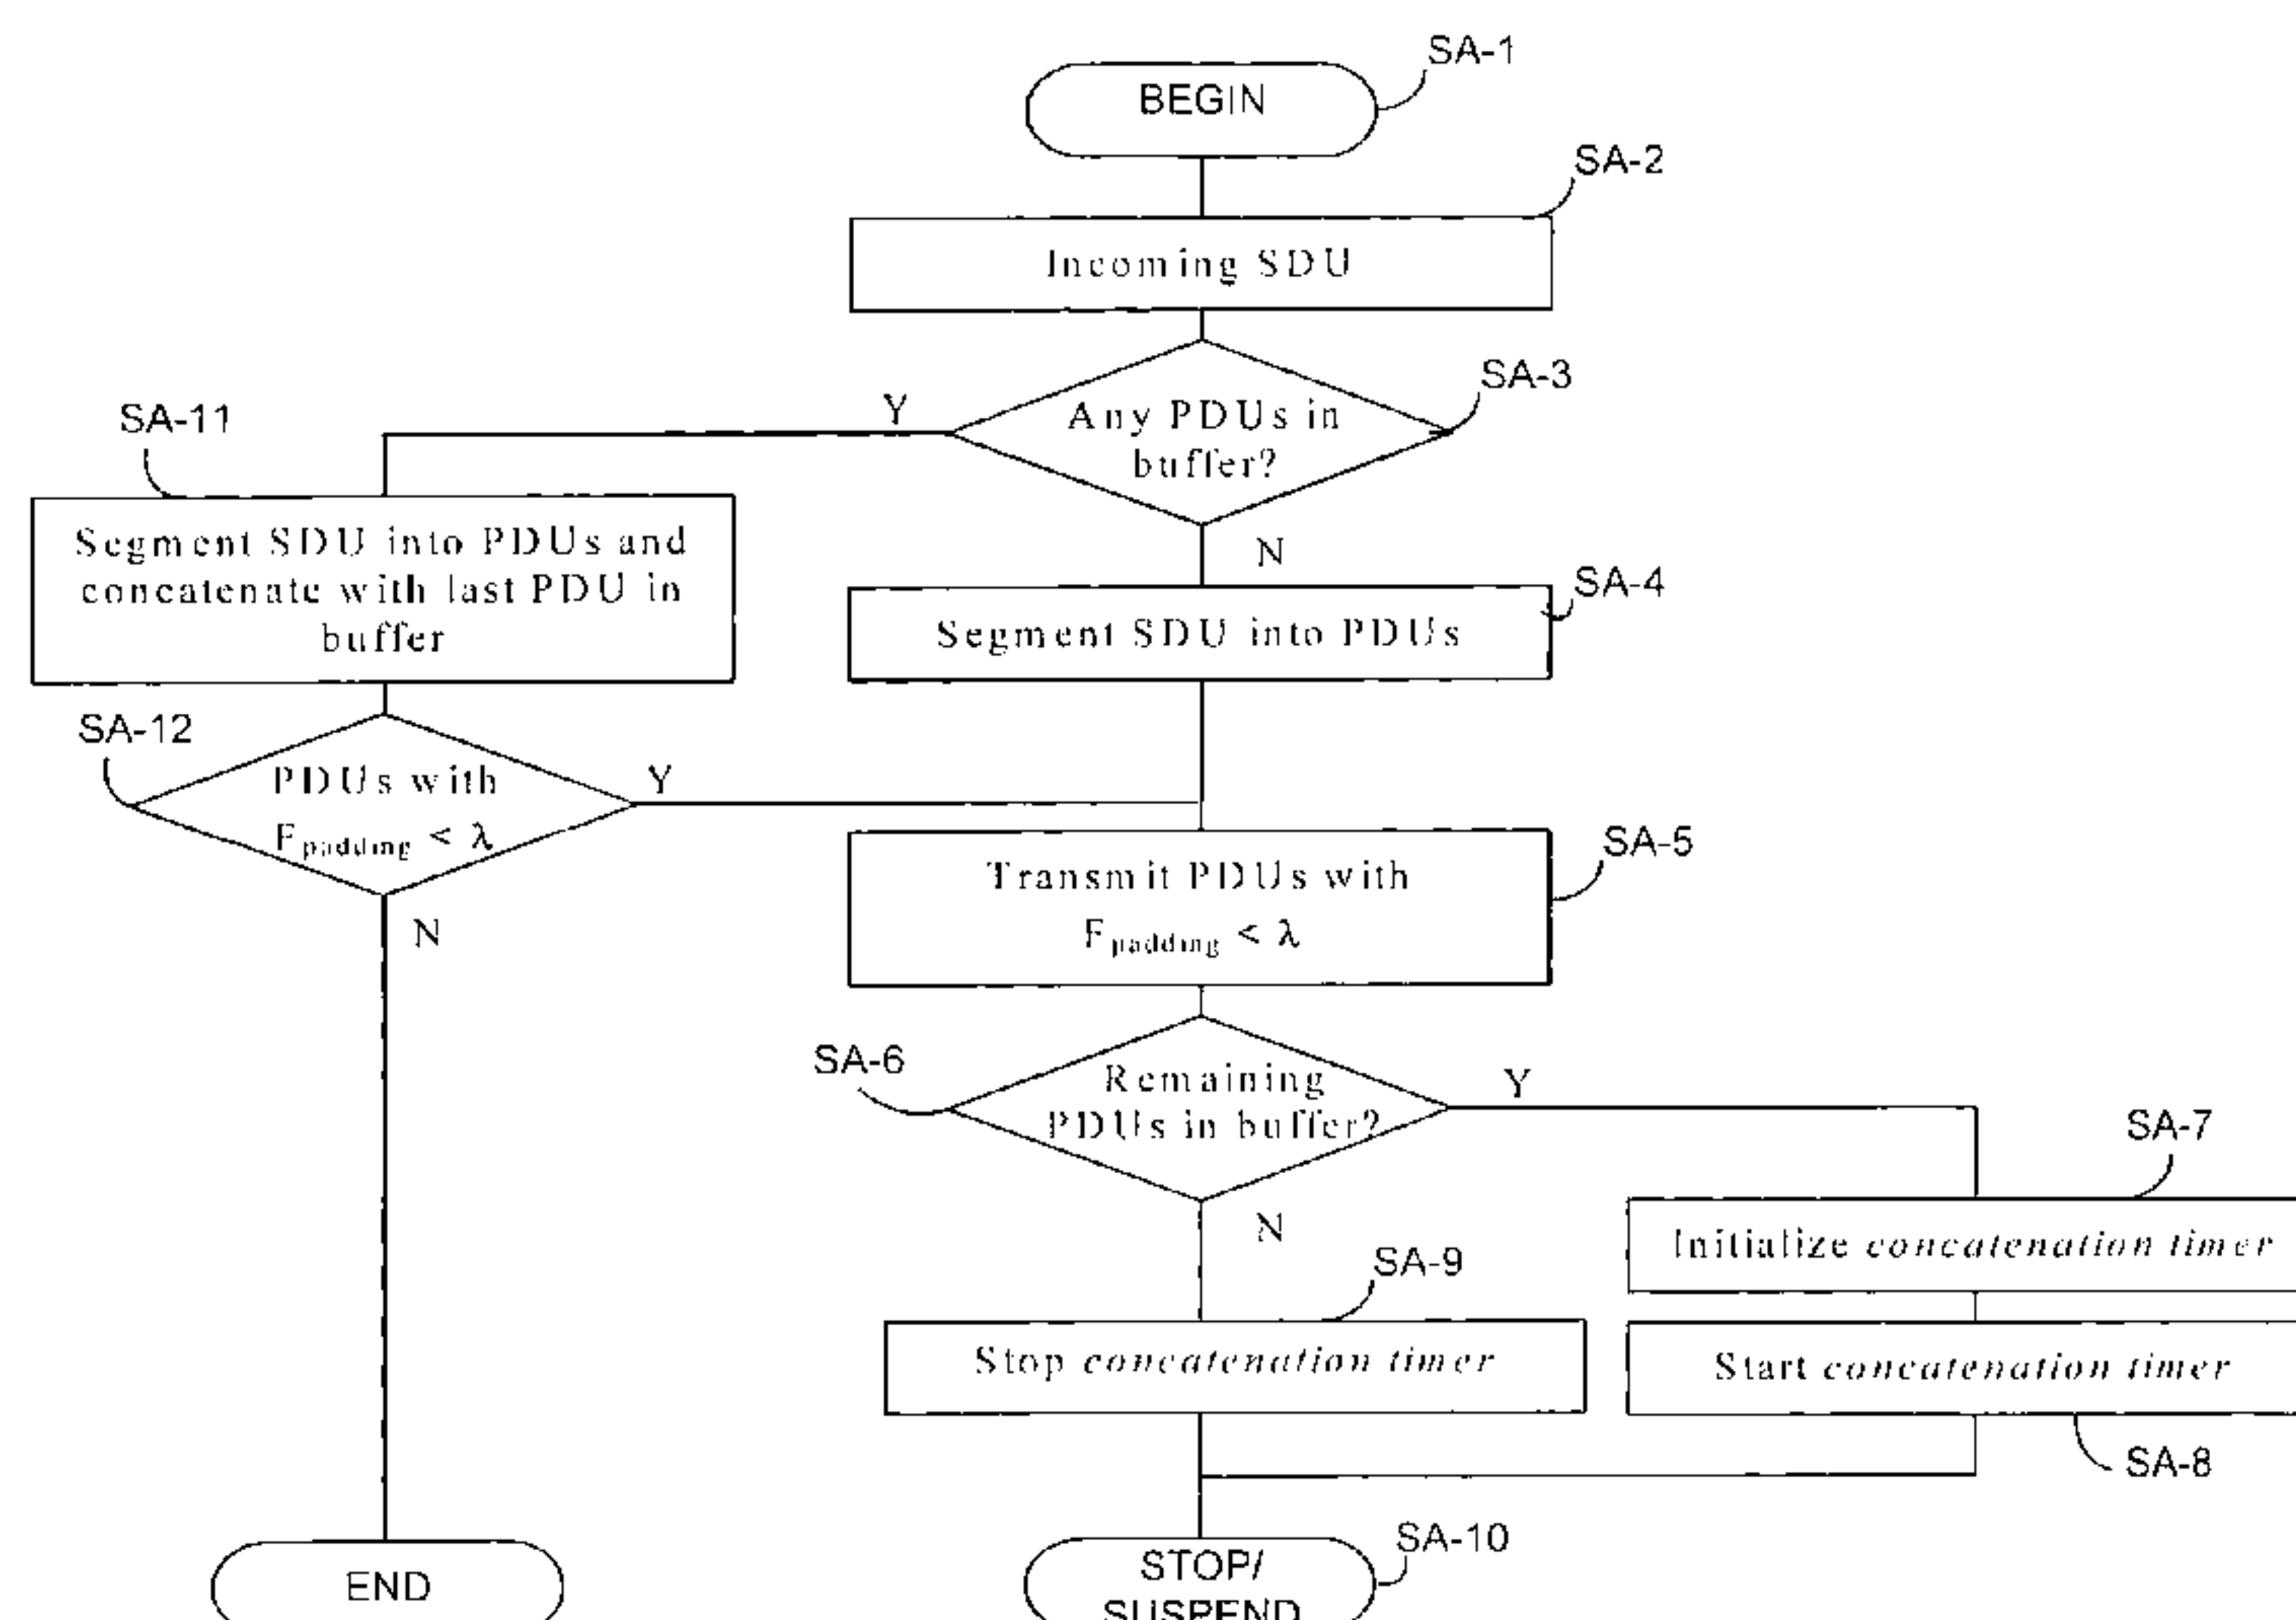 SA-1
BEGIN
SA-2
Incoming SDU
SA-3
Any PDUs in
buffer?
Y
N
SA-11
Segment SDU into PDUs and
concatenate with last PDU in
buffer
SA-4
Segment SDU into PDUs
SA-12
PDUs with
Fpadding < λ
Y
N
SA-5
Transmit PDUs with
Fpadding < λ
SA-6
Remaining
PDUs in buffer?
Y
N
SA-7
Initialize concatenation timer
SA-9
Stop concatenation timer
Start concatenation timer
SA-8
SA-10
END
STOP/
SUSPEND